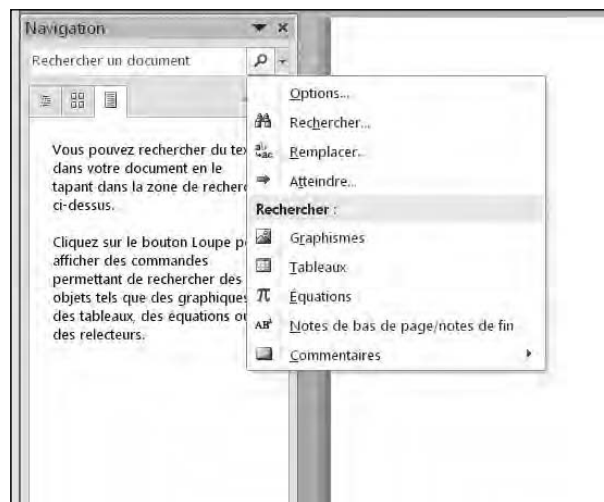 Navigation
Rechercher un document
Options...
Rechercher...
Remplacer...
Atteindre...
Rechercher :
Graphismes
Tableaux
Équations
Notes de bas de page/notes de fin
Commentaires
Vous pouvez rechercher du
dans votre document en le
tapant dans la zone de
ci-dessus.
Cliquez sur le bouton Loupe
afficher des commandes
permettant de rechercher des
objets tels que des graphiques
des tableaux, des équations
des relecteurs.